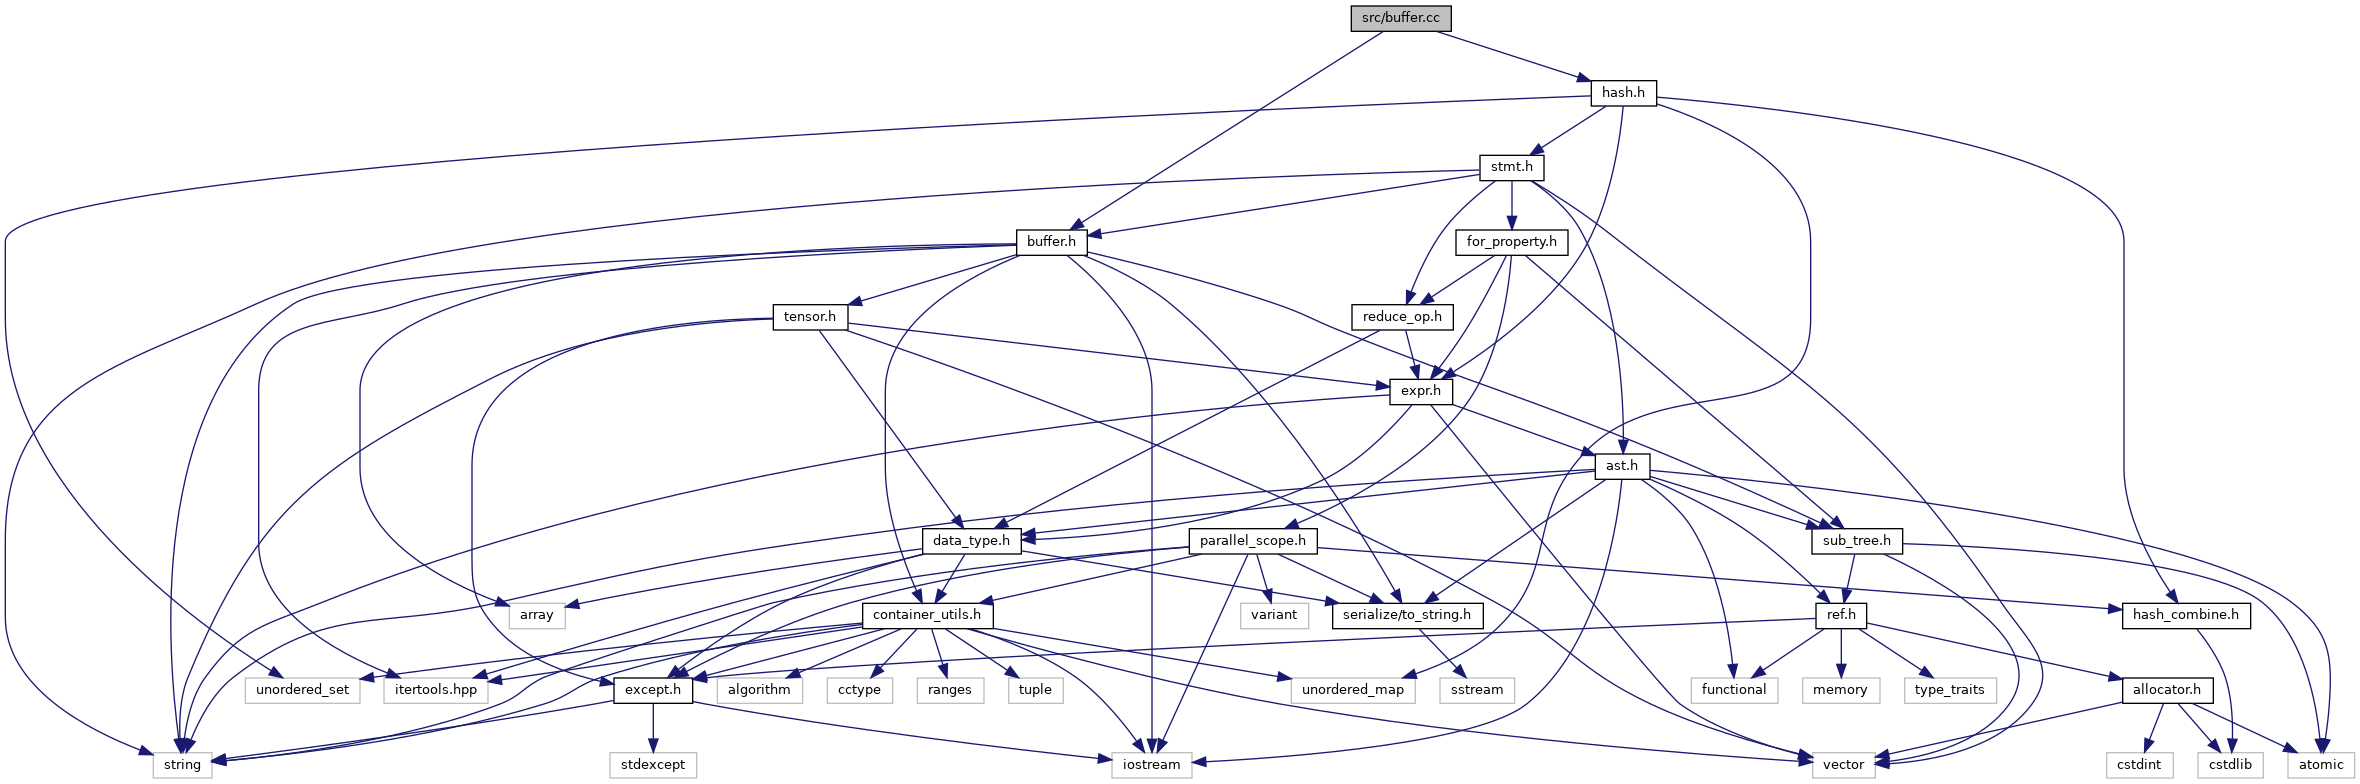 src/buffer.cc
hash.h
stmt.h
buffer.h
for_property.h
tensor.h
reduce_op.h
expr.h
ast.h
data_type.h
parallel_scope.h
sub_tree.h
array
container_utils.h
variant
serialize/to_string.h
ref.h
hash_combine.h
unordered_set
itertools.hpp
except.h
algorithm
cctype
ranges
tuple
unordered_map
sstream
functional
memory
type_traits
allocator.h
string
stdexcept
iostream
vector
cstdint
cstdlib
atomic